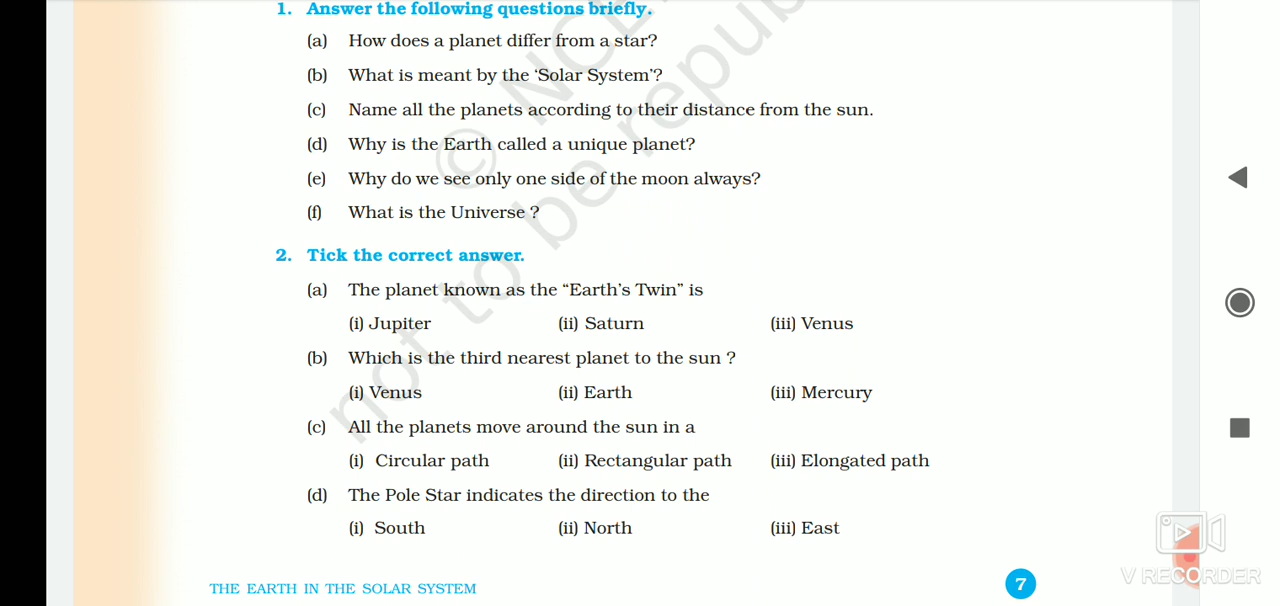 1. Answer the following questions briefly.
(a) How does a planet differ from a star?
(b) What is meant by the ‘Solar System’?
(c) Name all the planets according to their distance from the sun.
(d) Why is the Earth called a unique planet?
(e) Why do we see only one side of the moon always?
(f) What is the Universe ?
2. Tick the correct answer.
(a) The planet known as the “Earth’s Twin” is
(i) Jupiter (ii) Saturn (iii) Venus
(b) Which is the third nearest planet to the sun ?
(i) Venus (ii) Earth (iii) Mercury
(c) All the planets move around the sun in a
(i) Circular path (ii) Rectangular path (iii) Elongated path
(d) The Pole Star indicates the direction to the
(i) South (ii) North (iii) East
THE EARTH IN THE SOLAR SYSTEM 7
V RECORDER
not to be
©